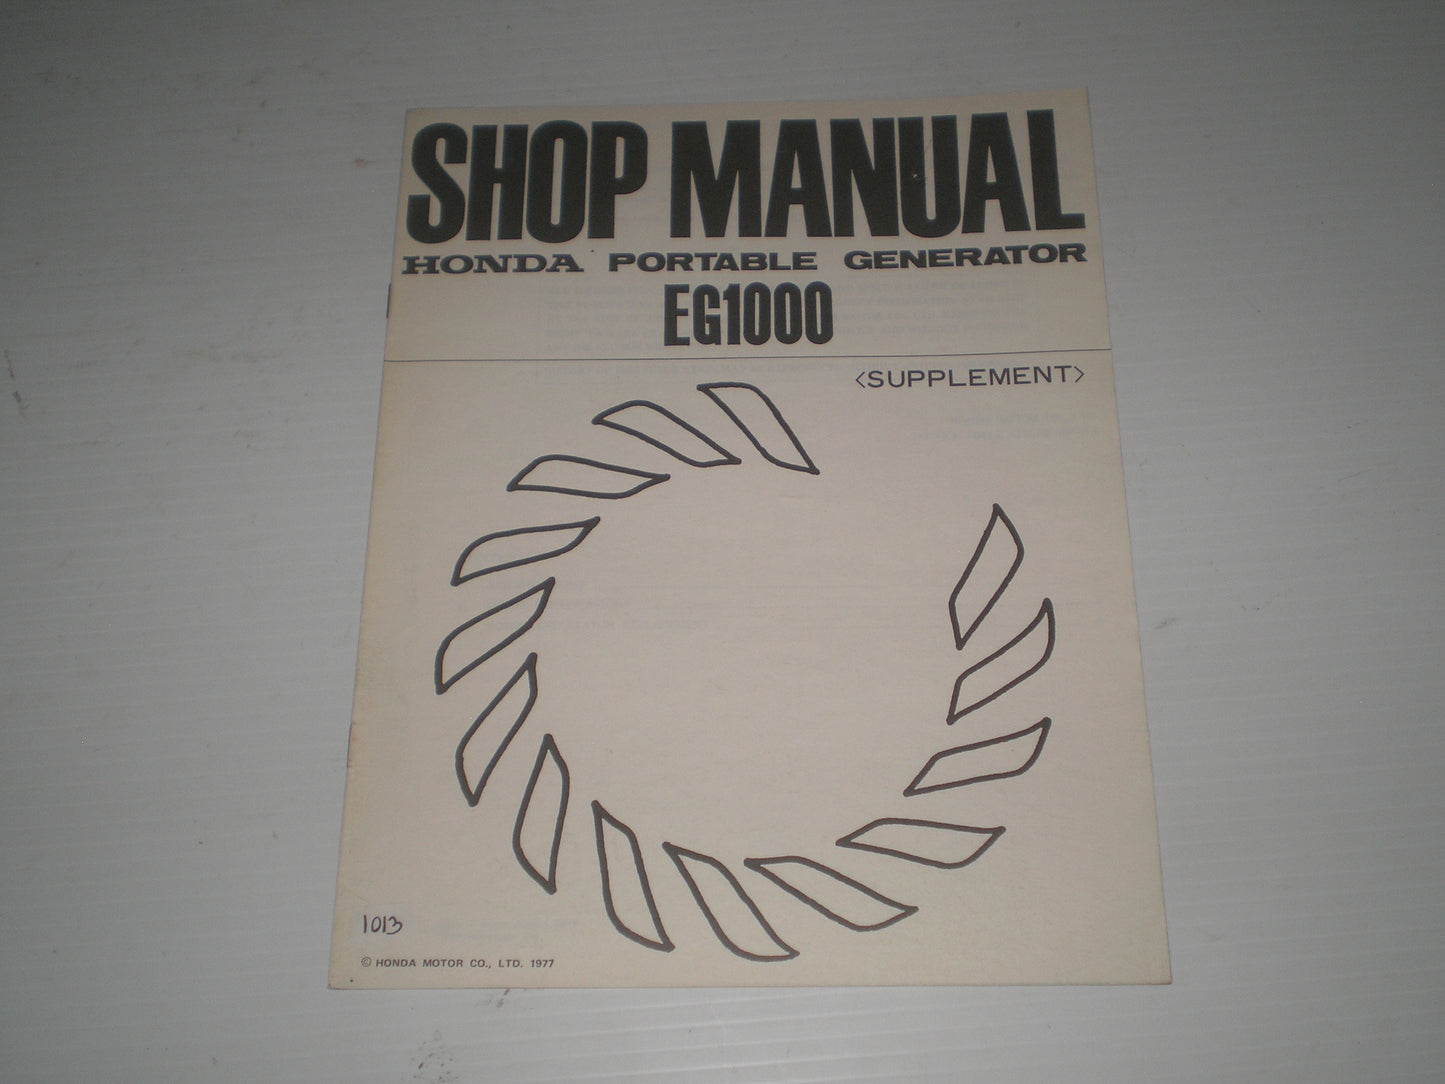 SHOP MANUAL
HONDA PORTABLE GENERATOR
EG1000
<SUPPLEMENT>
1013
© HONDA MOTOR CO., LTD. 1977